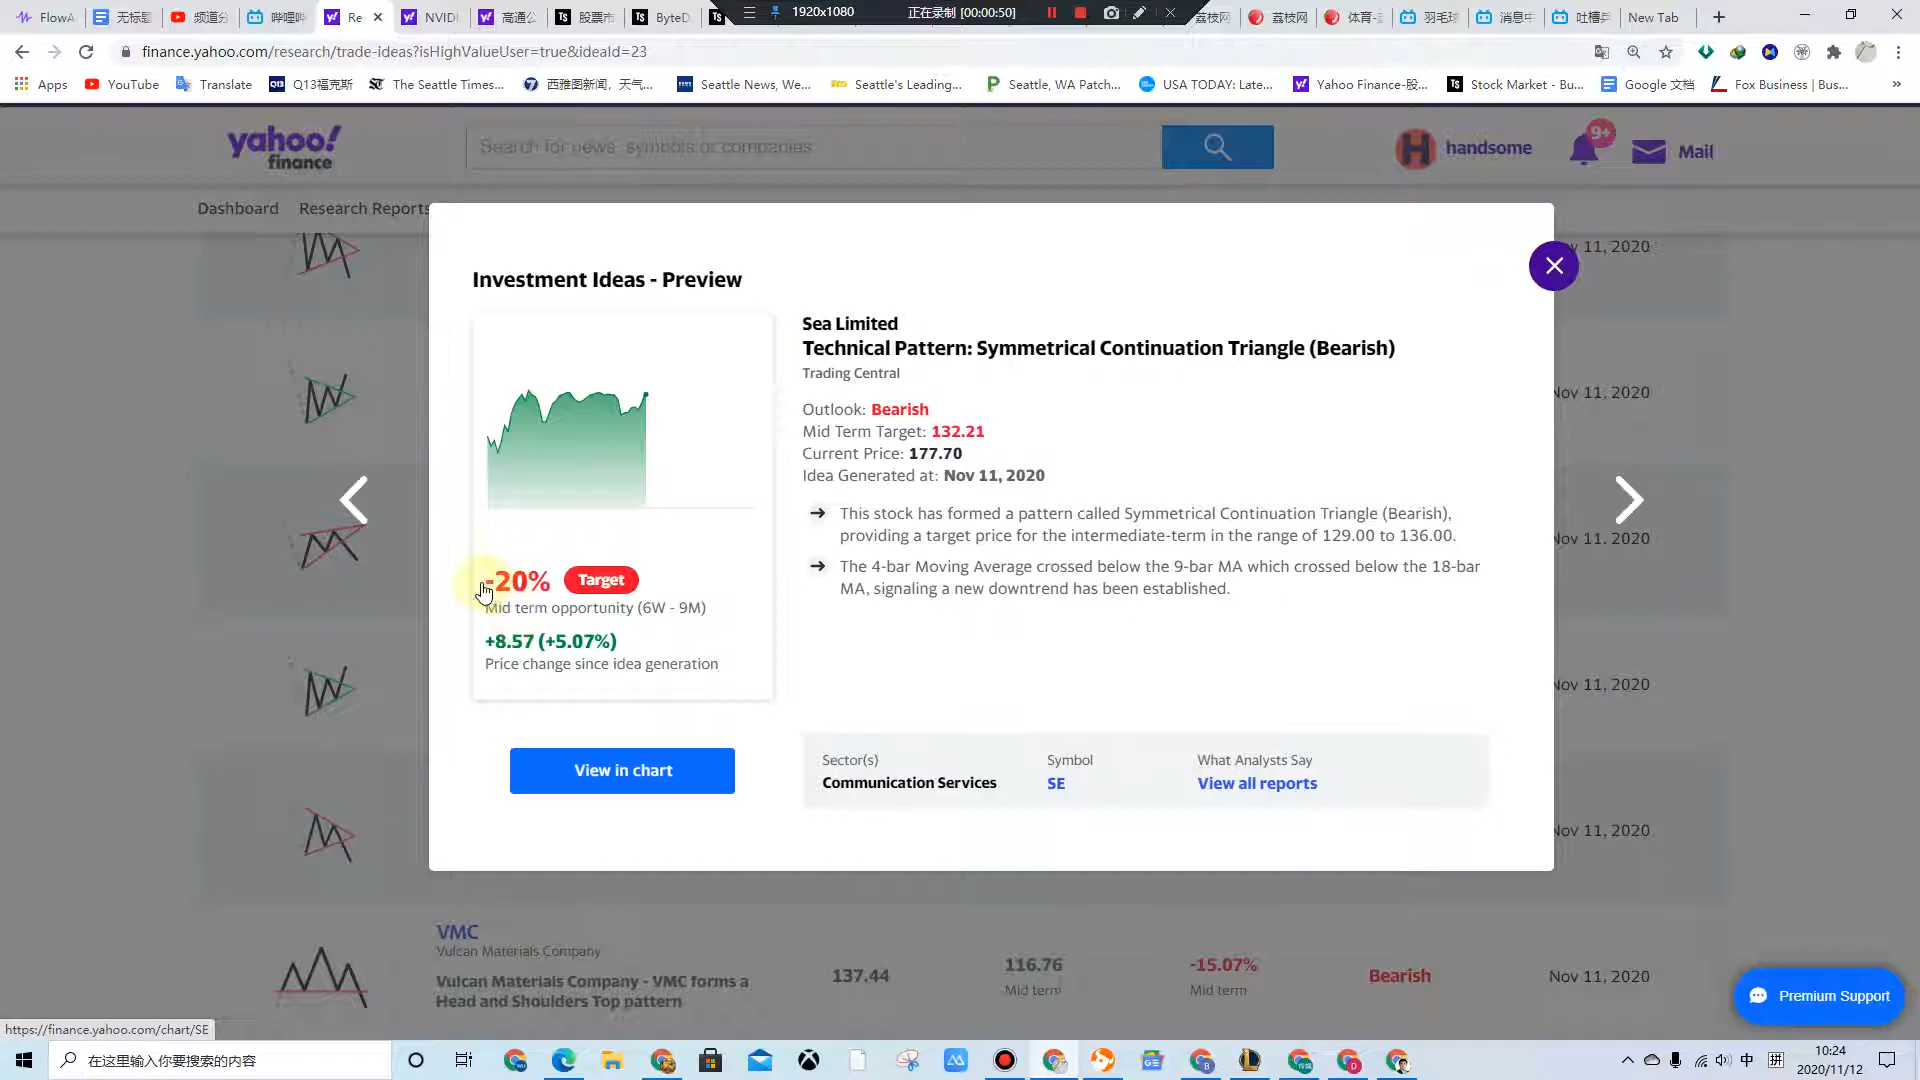 FlowA
无标题
频道分
哔哩哔
Re
NVIDI
高通公
股票市
ByteD
1920x1080
正在录制 [00:00:50]
荔枝网
荔枝网
体育-
羽毛球
消息中
吐槽兵
New Tab
finance.yahoo.com/research/trade-ideas?isHighValueUser=true&ideaId=23
Apps
YouTube
Translate
Q13福克斯
The Seattle Times...
西雅图新闻，天气...
Seattle News, We...
Seattle's Leading...
Seattle, WA Patch...
USA TODAY: Late...
Yahoo Finance-股...
Stock Market - Bu...
Google 文档
Fox Business | Bus...
yahoo!
finance
Search for news, symbols or companies
handsome
9+
Mail
Dashboard
Research Reports
Investment Ideas - Preview
Sea Limited
Technical Pattern: Symmetrical Continuation Triangle (Bearish)
Trading Central
Outlook: Bearish
Mid Term Target: 132.21
Current Price: 177.70
Idea Generated at: Nov 11, 2020
This stock has formed a pattern called Symmetrical Continuation Triangle (Bearish),
providing a target price for the intermediate-term in the range of 129.00 to 136.00.
The 4-bar Moving Average crossed below the 9-bar MA which crossed below the 18-bar
MA, signaling a new downtrend has been established.
-20% Target
Mid term opportunity (6W - 9M)
+8.57 (+5.07%)
Price change since idea generation
View in chart
Sector(s)
Communication Services
Symbol
SE
What Analysts Say
View all reports
v 11, 2020
Nov 11, 2020
Nov 11, 2020
Nov 11, 2020
Nov 11, 2020
VMC
Vulcan Materials Company
Vulcan Materials Company - VMC forms a
Head and Shoulders Top pattern
137.44
116.76
Mid term
-15.07%
Mid term
Bearish
Nov 11, 2020
Premium Support
https://finance.yahoo.com/chart/SE
在这里输入你要搜索的内容
中
拼
10:24
2020/11/12